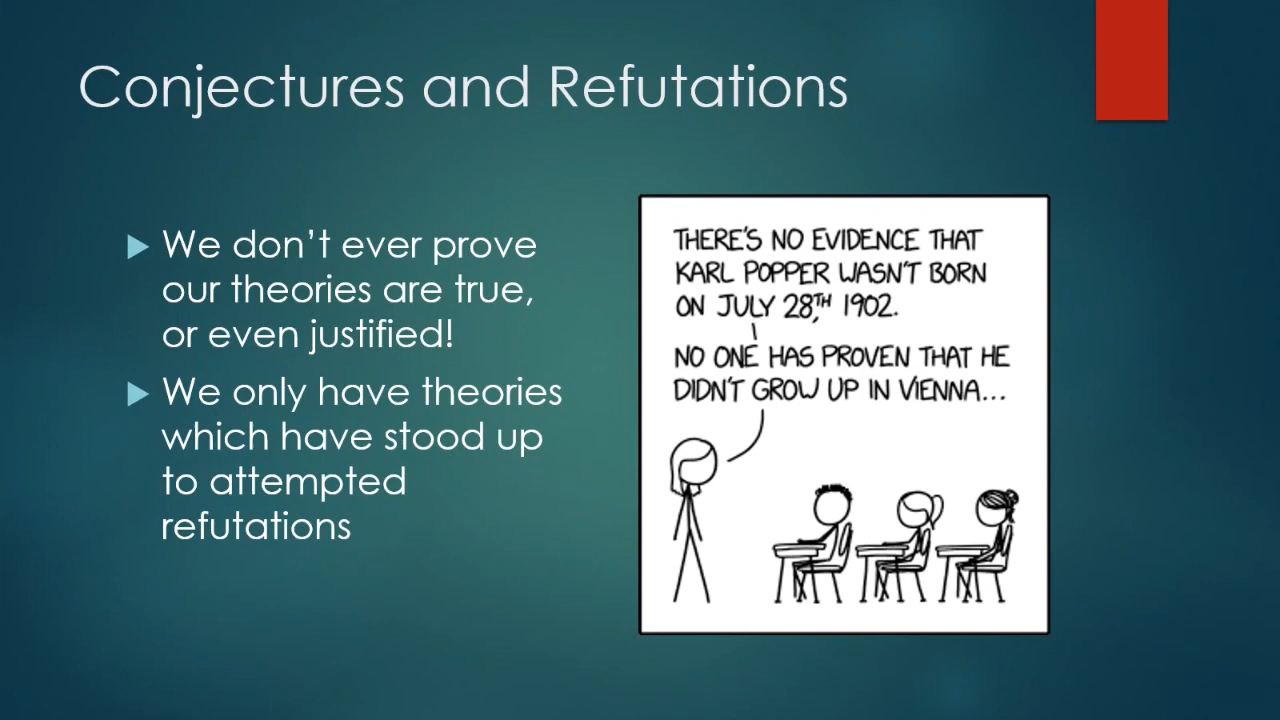 Conjectures and Refutations
We don’t ever prove
our theories are true,
or even justified!
We only have theories
which have stood up
to attempted
refutations
THERE'S NO EVIDENCE THAT
KARL POPPER WASN'T BORN
ON JULY 28TH, 1902.
NO ONE HAS PROVEN THAT HE
DIDN'T GROW UP IN VIENNA...